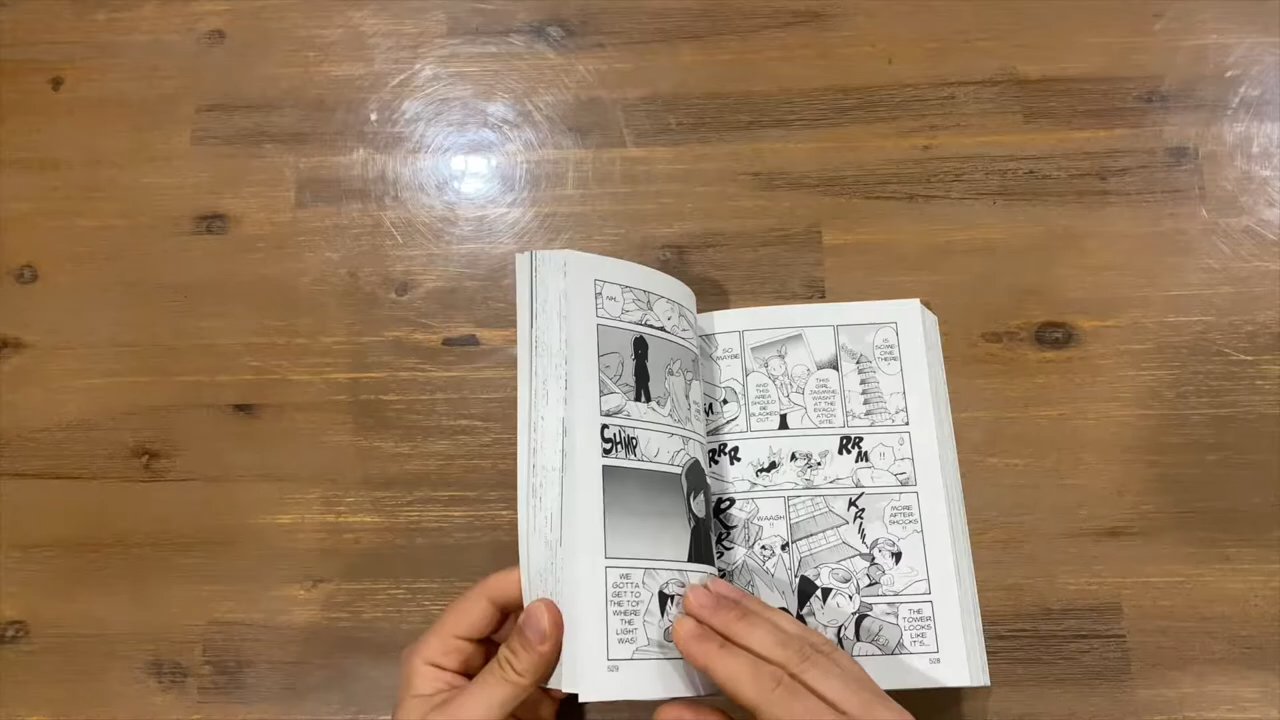 IS
SOME
ONE
THERE
THIS
GIRL,
JASMINE,
WASN'T
AT THE
EVACU-
ATION
SITE.
AND
THIS
AREA
SHOULD
BE
BLACKED
OUT...
SO
MAYBE
RR
M
!!
RRR
MORE
AFTER-
SHOCKS
!!
WAAGH
!!
THE
TOWER
LOOKS
LIKE
IT'S...
528
NH...
SHMP
WE
GOTTA
GET TO
THE TOP
WHERE
THE
LIGHT
WAS!
529